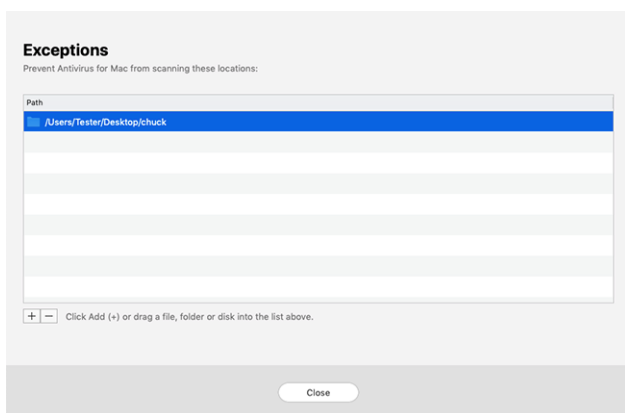 Exceptions
Prevent Antivirus for Mac from scanning these locations:
Path
/Users/Tester/Desktop/chuck
+ − Click Add (+) or drag a file, folder or disk into the list above.
Close